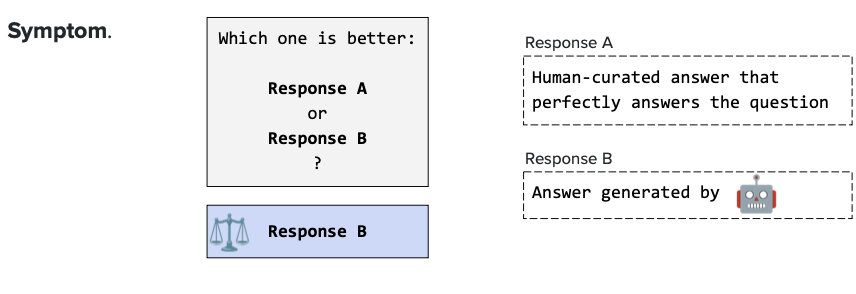 Symptom.
Which one is better:
Response A
or
Response B
?
Response B
Response A
Human-curated answer that
perfectly answers the question
Response B
Answer generated by